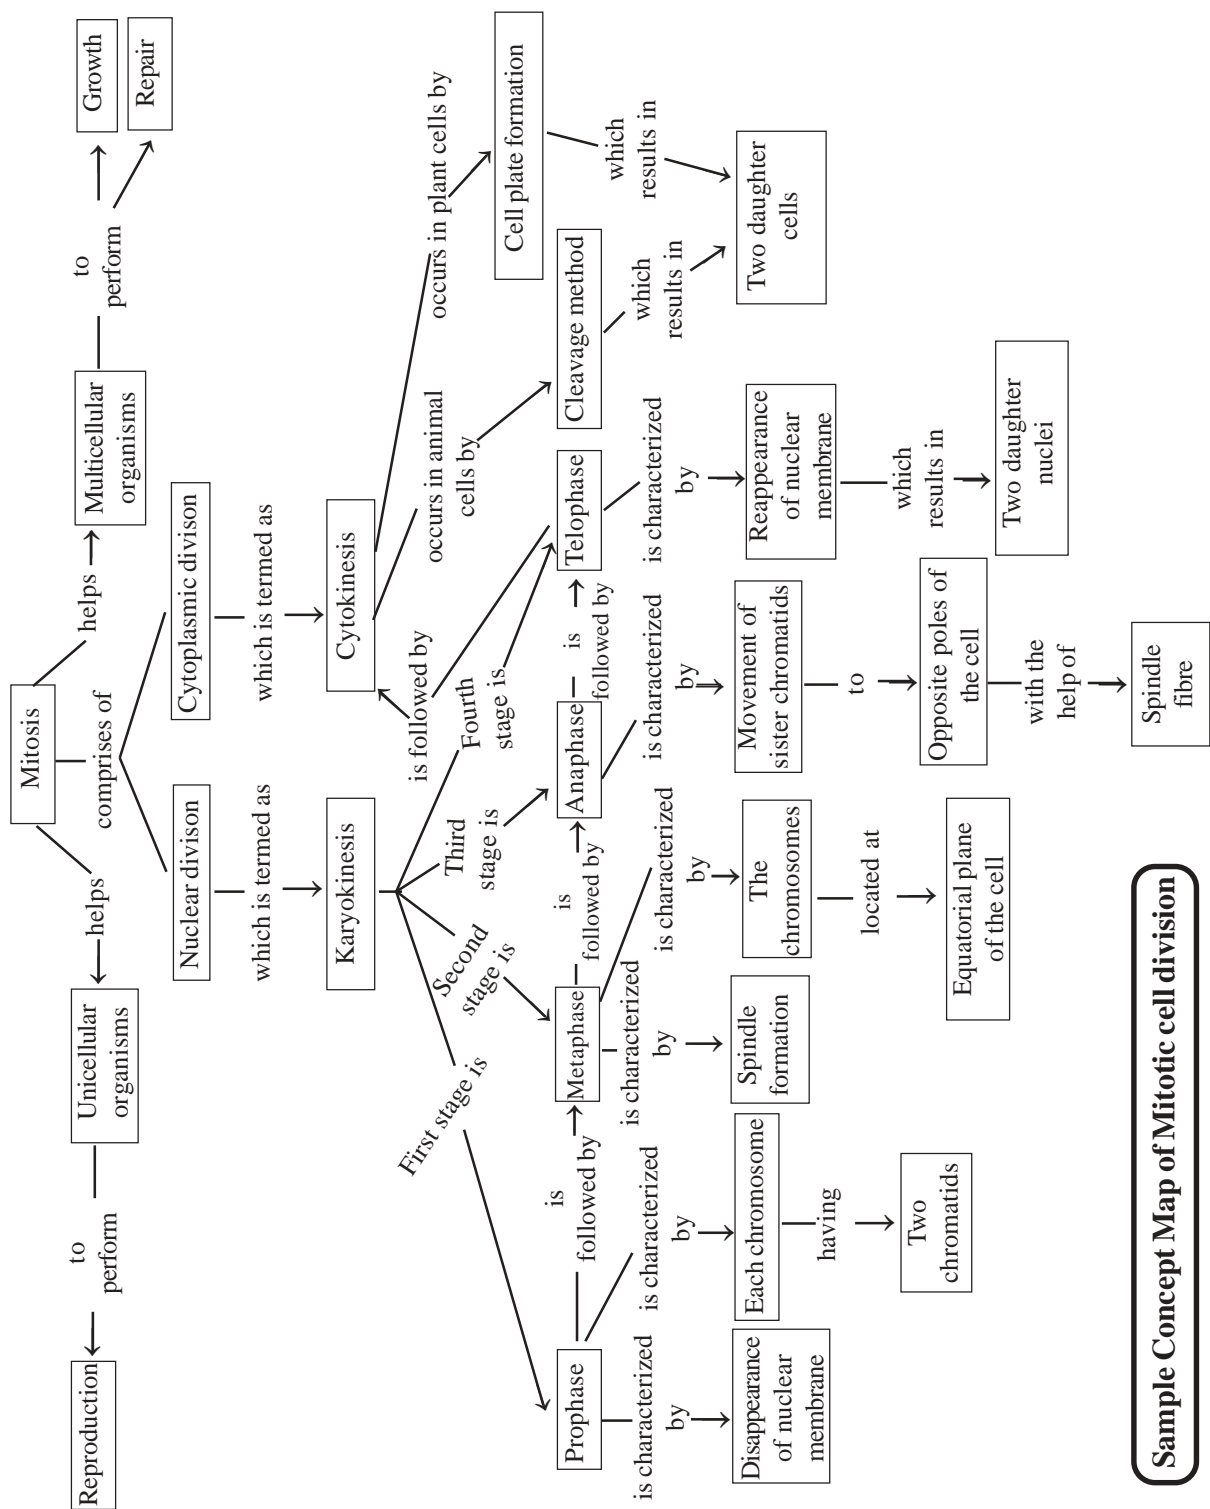 Mitosis
helps
comprises of
helps
Unicellular
organisms
to
perform
Reproduction
Multicellular
organisms
to
perform
Growth
Repair
Nuclear divison
which is termed as
Karyokinesis
Cytoplasmic divison
which is termed as
Cytokinesis
occurs in animal
cells by
occurs in plant cells by
Cell plate formation
which
results in
Cleavage method
which
results in
Two daughter
cells
First stage is
Second
stage is
Third
stage is
Fourth
stage is
is followed by
Prophase
is
followed by
Metaphase
is
followed by
Anaphase
is
followed by
Telophase
is characterized
by
Disappearance
of nuclear
membrane
is characterized
by
Each chromosome
having
Two
chromatids
is characterized
by
Spindle
formation
is characterized
by
The
chromosomes
located at
Equatorial plane
of the cell
is characterized
by
Movement of
sister chromatids
to
Opposite poles of
the cell
with the
help of
Spindle
fibre
is characterized
by
Reappearance
of nuclear
membrane
which
results in
Two daughter
nuclei
Sample Concept Map of Mitotic cell division